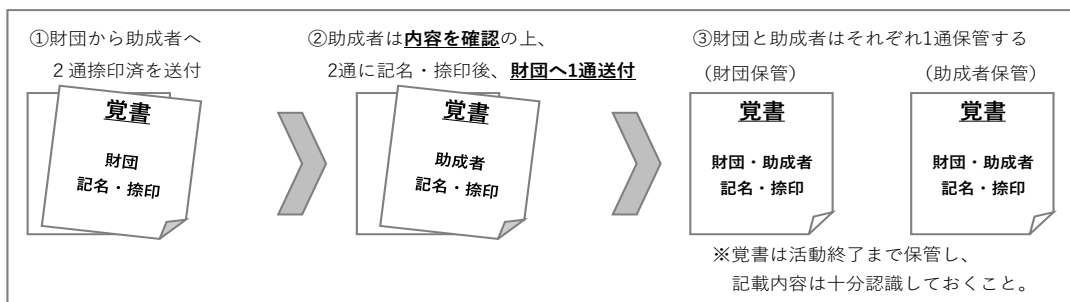 ①財団から助成者へ
２通捺印済を送付
覚書
財団
記名・捺印
②助成者は内容を確認の上、
2通に記名・捺印後、財団へ1通送付
覚書
助成者
記名・捺印
③財団と助成者はそれぞれ1通保管する
（財団保管）
覚書
財団・助成者
記名・捺印
（助成者保管）
覚書
財団・助成者
記名・捺印
※覚書は活動終了まで保管し、
記載内容は十分認識しておくこと。